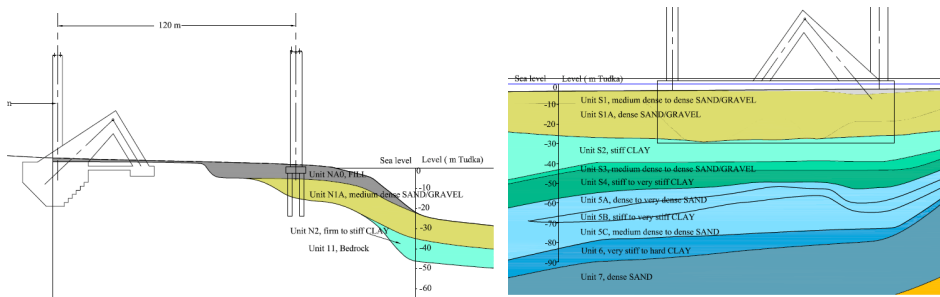 120 m
m
Sea level
Level ( m Tudka)
Unit NA0, FILL
Unit N1A, medium dense SAND/GRAVEL
Unit N2, firm to stiff CLAY
Unit 11, Bedrock
0
-10
-20
-30
-40
-50
-60
Sea level
Level ( m Tudka)
0
-10
-20
-30
-40
-50
-60
-70
-80
-90
Unit S1, medium dense to dense SAND/GRAVEL
Unit S1A, dense SAND/GRAVEL
Unit S2, stiff CLAY
Unit S3, medium dense to dense SAND/GRAVEL
Unit S4, stiff to very stiff CLAY
Unit 5A, dense to very dense SAND
Unit 5B, stiff to very stiff CLAY
Unit 5C, medium dense to dense SAND
Unit 6, very stiff to hard CLAY
Unit 7, dense SAND